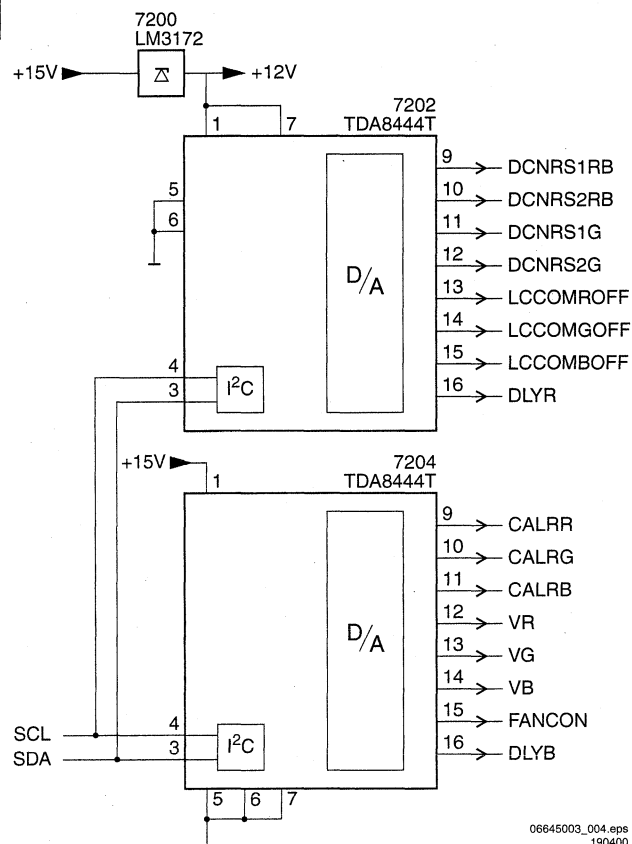 7200
LM3172
+15V
+12V
1
7
7202
TDA8444T
5
6
4
3
I²C
D/A
9 DCNRS1RB
10 DCNRS2RB
11 DCNRS1G
12 DCNRS2G
13 LCCOMROFF
14 LCCOMGOFF
15 LCCOMBOFF
16 DLYR
+15V
1
7204
TDA8444T
SCL
SDA
4
3
I²C
D/A
9 CALRR
10 CALRG
11 CALRB
12 VR
13 VG
14 VB
15 FANCON
16 DLYB
5
6
7
06645003_004.eps
190400